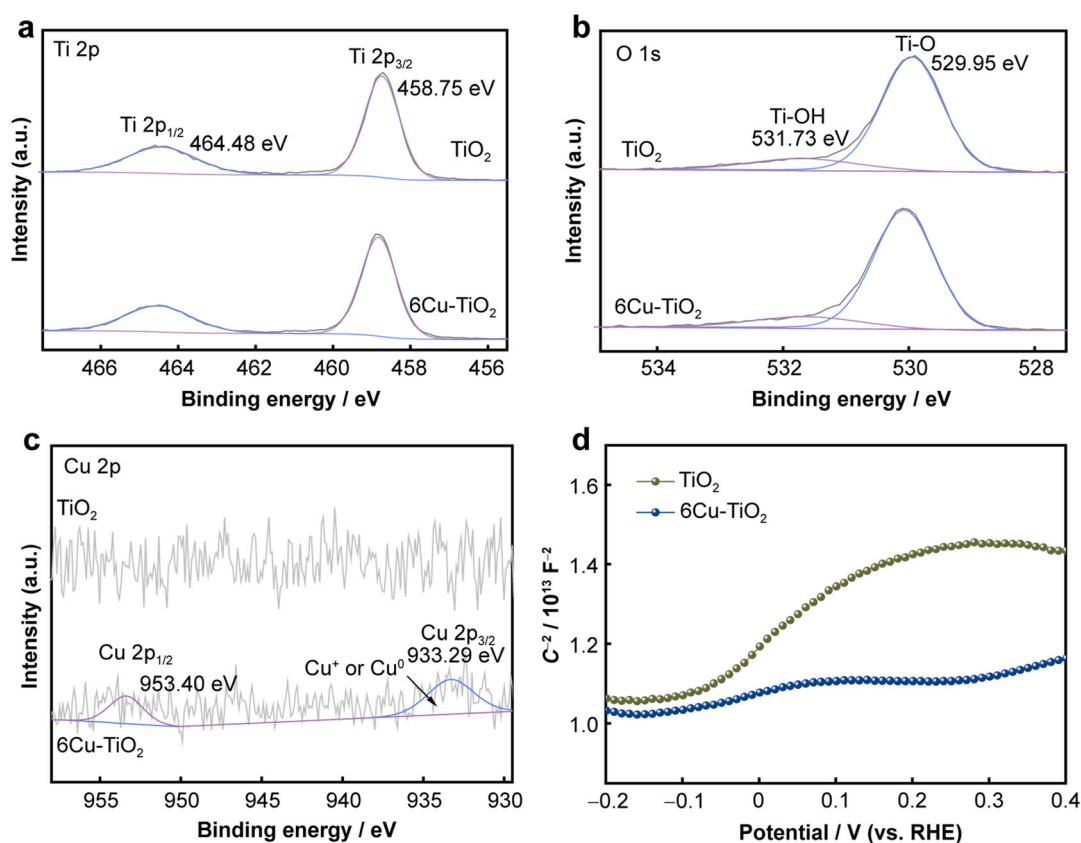 a
Ti 2p
Ti 2p3/2
458.75 eV
Ti 2p1/2
464.48 eV
TiO2
6Cu-TiO2
Intensity (a.u.)
466 464 462 460 458 456
Binding energy / eV
b
O 1s
Ti-O
529.95 eV
Ti-OH
531.73 eV
TiO2
6Cu-TiO2
Intensity (a.u.)
534 532 530 528
Binding energy / eV
c
Cu 2p
TiO2
Cu 2p3/2
933.29 eV
Cu 2p1/2
953.40 eV
Cu+ or Cu0
6Cu-TiO2
Intensity (a.u.)
955 950 945 940 935 930
Binding energy / eV
d
TiO2
6Cu-TiO2
C−2 / 1013 F−2
1.6
1.4
1.2
1.0
−0.2 −0.1 0 0.1 0.2 0.3 0.4
Potential / V (vs. RHE)